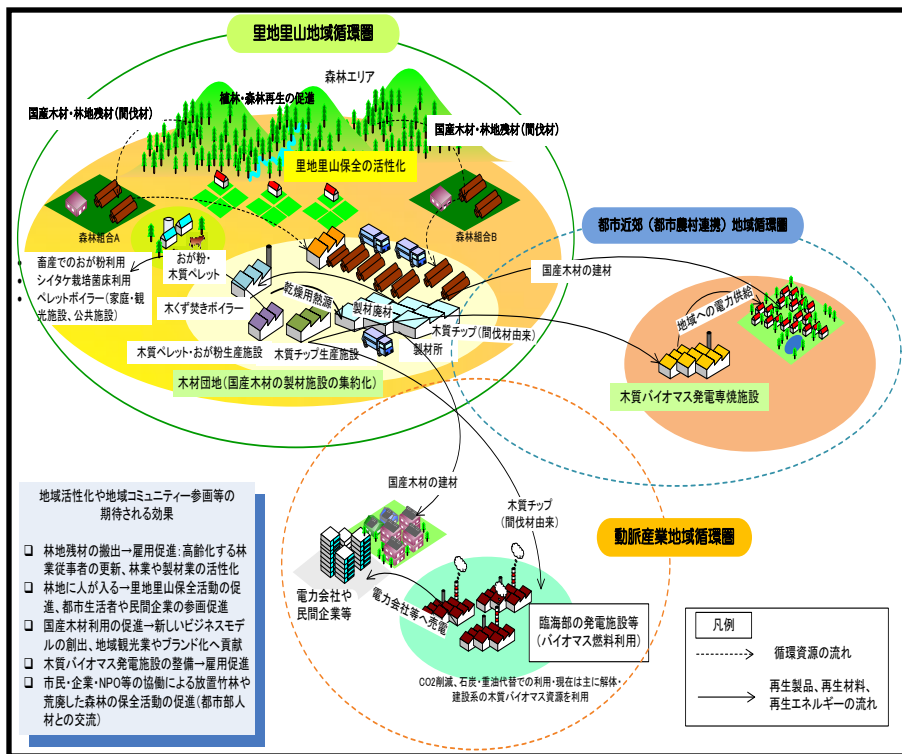 里地里山地域循環圏
森林エリア
植林・森林再生の促進
国産木材・林地残材(間伐材)
国産木材・林地残材(間伐材)
里地里山保全の活性化
森林組合A
森林組合B
都市近郊(都市農村連携)地域循環圏
• 畜産でのおが粉利用
• シイタケ栽培菌床利用
• ペレットボイラー(家庭・観
光施設、公共施設)
おが粉・
木質ペレット
国産木材の建材
木くず焚きボイラー
乾燥用熱源
製材廃材
地域への電力供給
木質チップ(間伐材由来)
製材所
木質ペレット・おが粉生産施設
木質チップ生産施設
木材団地(国産木材の製材施設の集約化)
木質バイオマス発電専焼施設
国産木材の建材
木質チップ
(間伐材由来)
動脈産業地域循環圏
地域活性化や地域コミュニティー参画等の
期待される効果
❑ 林地残材の搬出→雇用促進:高齢化する林
業従事者の更新、林業や製材業の活性化
❑ 林地に人が入る→里地里山保全活動の促
進、都市生活者や民間企業の参画促進
❑ 国産木材利用の促進→新しいビジネスモデ
ルの創出、地域観光業やブランド化へ貢献
❑ 木質バイオマス発電施設の整備→雇用促進
❑ 市民・企業・NPO等の協働による放置竹林や
荒廃した森林の保全活動の促進(都市部人
材との交流)
電力会社や
民間企業等
電力会社等へ売電
臨海部の発電施設等
(バイオマス燃料利用)
CO2削減、石炭・重油代替での利用・現在は主に解体・
建設系の木質バイオマス資源を利用
凡例
循環資源の流れ
再生製品、再生材料、
再生エネルギーの流れ